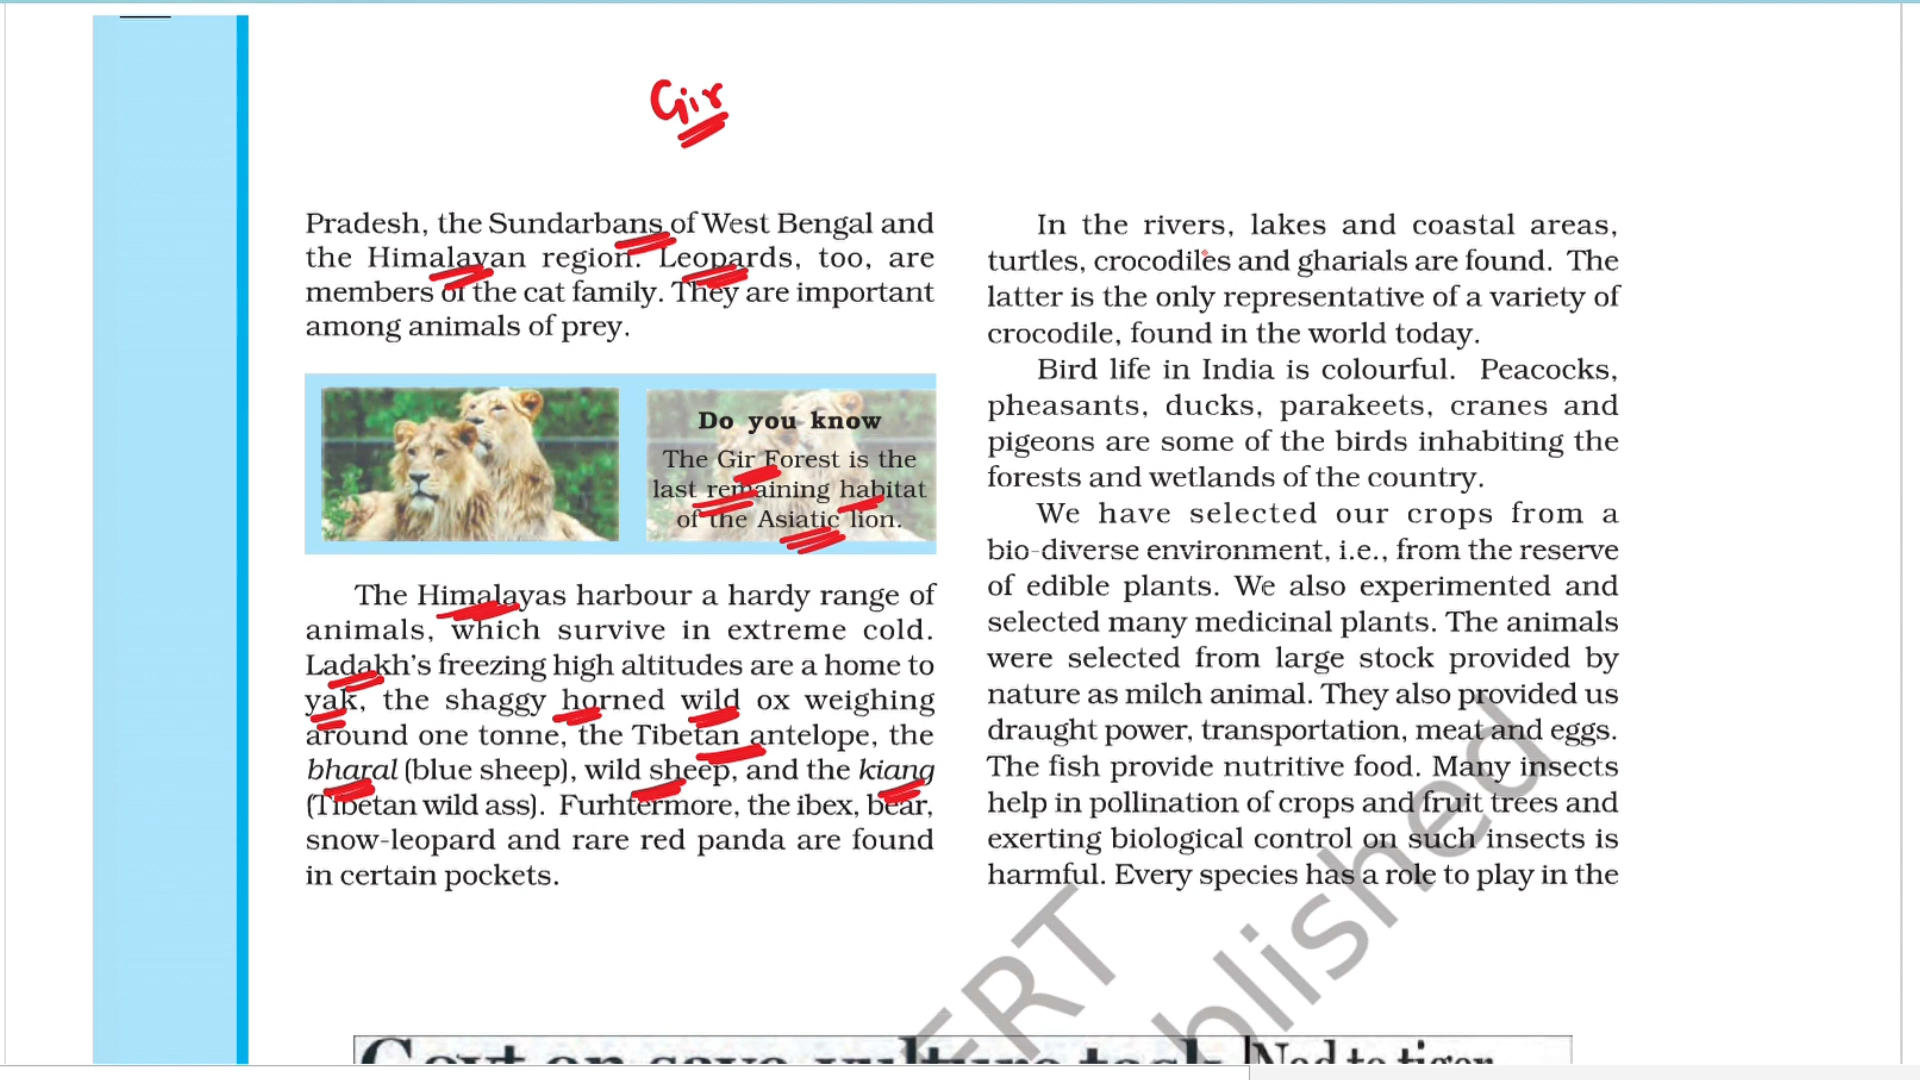 Gir
Pradesh, the Sundarbans of West Bengal and
the Himalayan region. Leopards, too, are
members of the cat family. They are important
among animals of prey.
Do you know
The Gir Forest is the
last remaining habitat
of the Asiatic lion.
The Himalayas harbour a hardy range of
animals, which survive in extreme cold.
Ladakh's freezing high altitudes are a home to
yak, the shaggy horned wild ox weighing
around one tonne, the Tibetan antelope, the
bharal (blue sheep), wild sheep, and the kiang
(Tibetan wild ass). Furhtermore, the ibex, bear,
snow-leopard and rare red panda are found
in certain pockets.
In the rivers, lakes and coastal areas,
turtles, crocodiles and gharials are found. The
latter is the only representative of a variety of
crocodile, found in the world today.
Bird life in India is colourful. Peacocks,
pheasants, ducks, parakeets, cranes and
pigeons are some of the birds inhabiting the
forests and wetlands of the country.
We have selected our crops from a
bio-diverse environment, i.e., from the reserve
of edible plants. We also experimented and
selected many medicinal plants. The animals
were selected from large stock provided by
nature as milch animal. They also provided us
draught power, transportation, meat and eggs.
The fish provide nutritive food. Many insects
help in pollination of crops and fruit trees and
exerting biological control on such insects is
harmful. Every species has a role to play in the
ERT
blished